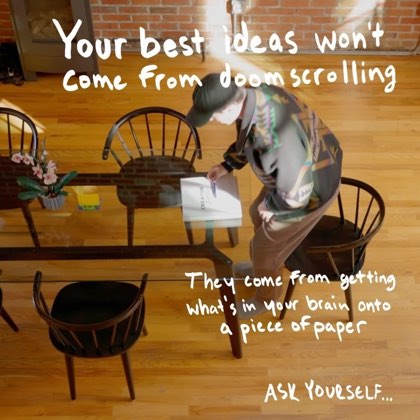 Your best ideas won't
come from doomscrolling
They come from getting
what's in your brain onto
a piece of paper
ASK YOURSELF...